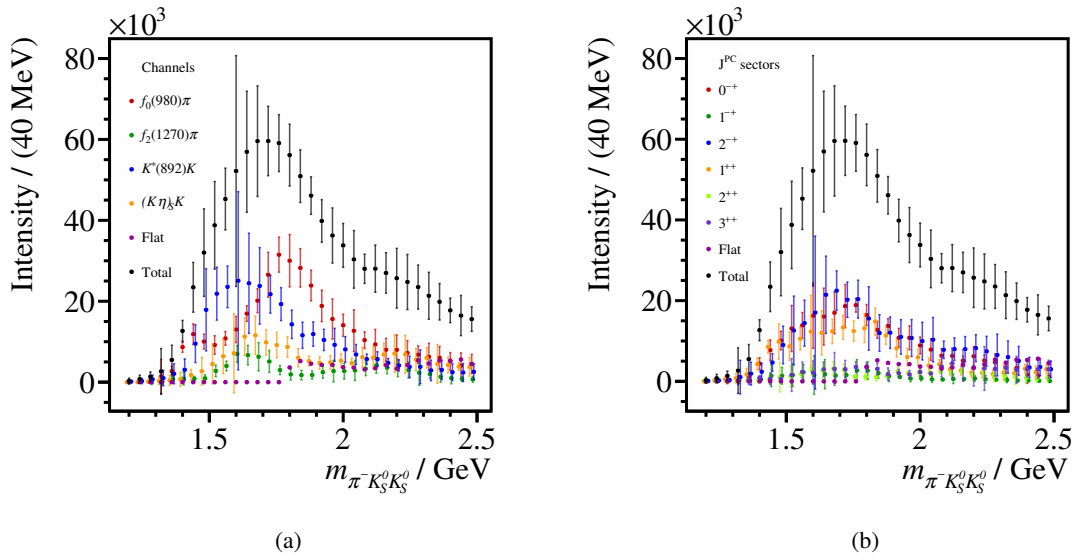 ×10³
Intensity / (40 MeV)
80
60
40
20
0
Channels
f₀(980)π
f₂(1270)π
K*(892)K
(Kη)ₛK
Flat
Total
1.5 2 2.5
m_{π⁻K_S⁰K_S⁰} / GeV
(a)
×10³
Intensity / (40 MeV)
80
60
40
20
0
J^{PC} sectors
0⁻⁺
1⁻⁺
2⁻⁺
1⁺⁺
2⁺⁺
3⁺⁺
Flat
Total
1.5 2 2.5
m_{π⁻K_S⁰K_S⁰} / GeV
(b)